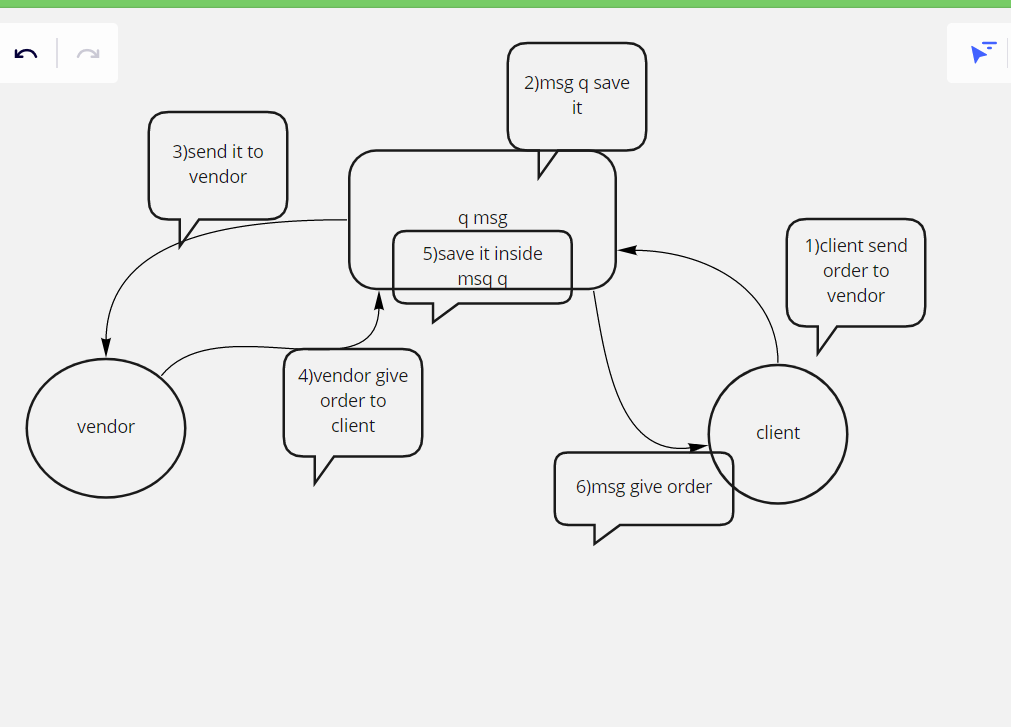 2)msg q save
it
3)send it to
vendor
q msg
5)save it inside
msq q
1)client send
order to
vendor
4)vendor give
order to
client
vendor
client
6)msg give order